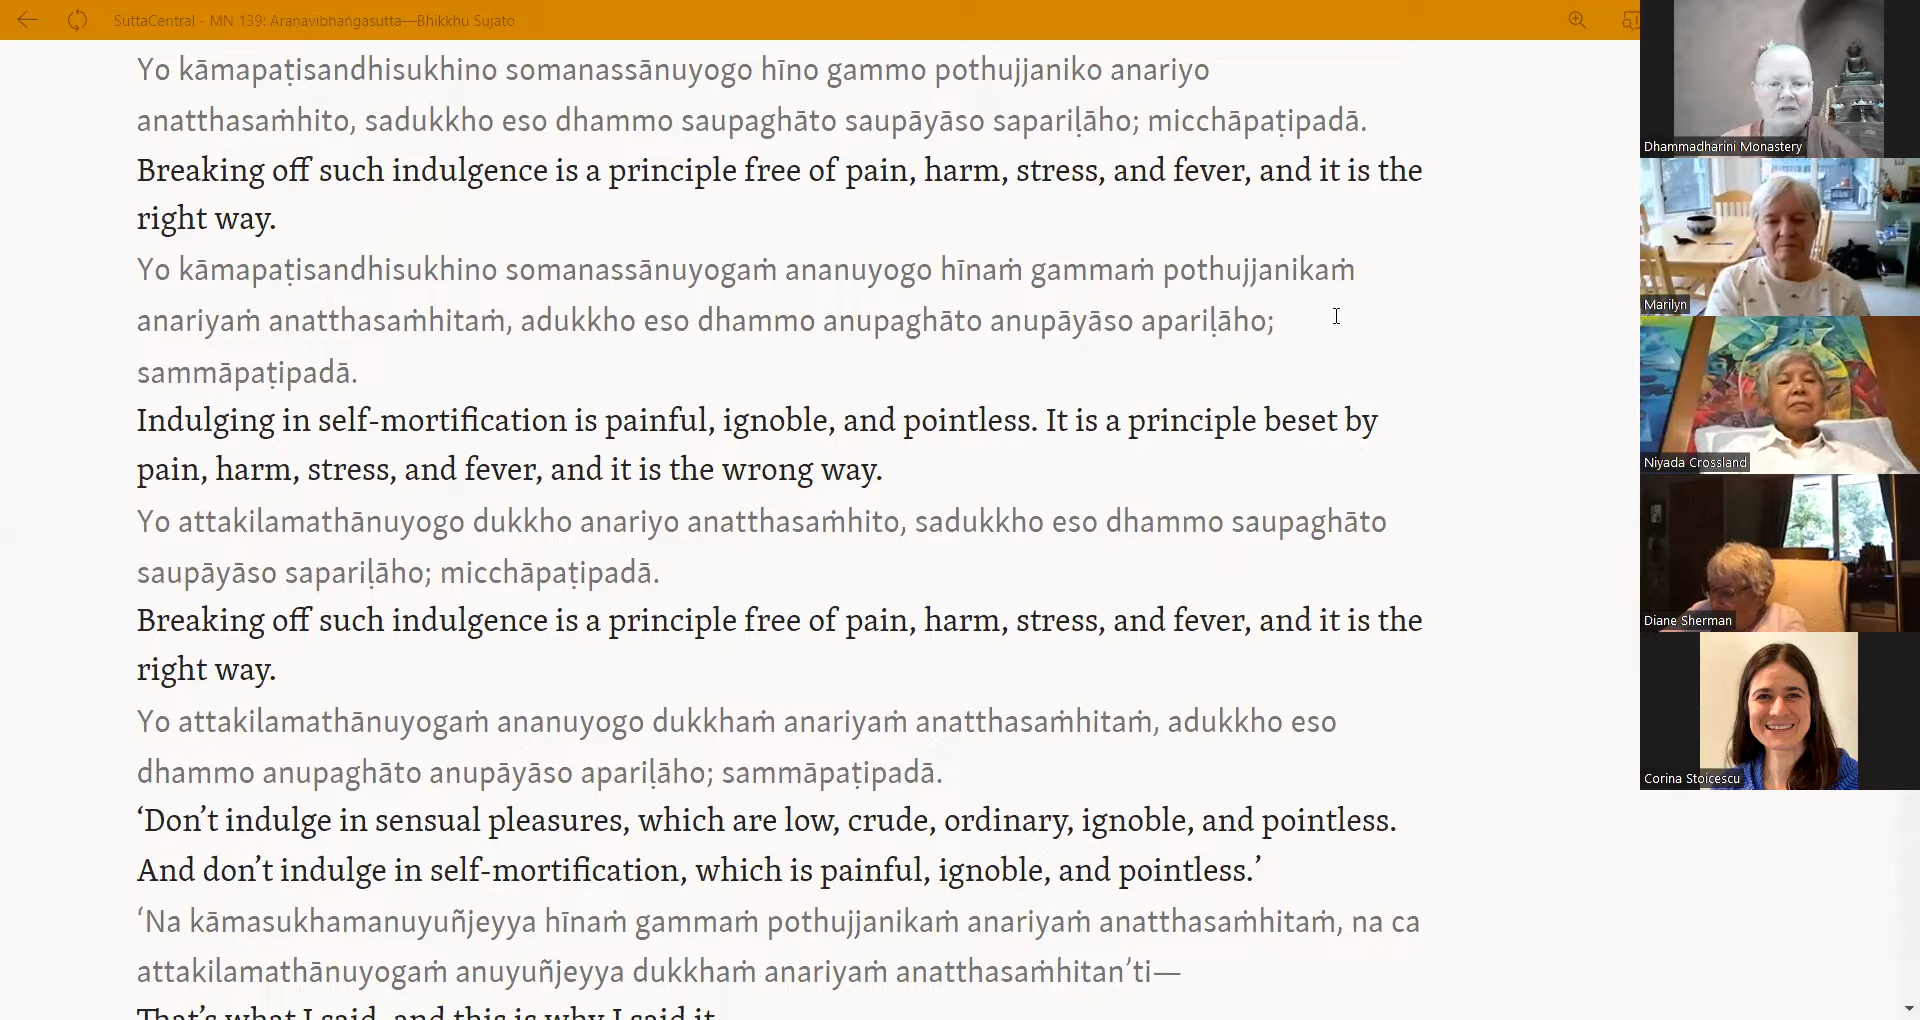 SuttaCentral - MN 139: Araṇavibhaṅgasutta—Bhikkhu Sujato
Yo kāmapaṭisandhisukhino somanassānuyogo hīno gammo pothujjaniko anariyo
anatthasaṁhito, sadukkho eso dhammo saupaghāto saupāyāso sapariḷāho; micchāpaṭipadā.
Breaking off such indulgence is a principle free of pain, harm, stress, and fever, and it is the
right way.
Yo kāmapaṭisandhisukhino somanassānuyogaṁ ananuyogo hīnaṁ gammaṁ pothujjanikaṁ
anariyaṁ anatthasaṁhitaṁ, adukkho eso dhammo anupaghāto anupāyāso apariḷāho;
sammāpaṭipadā.
Indulging in self-mortification is painful, ignoble, and pointless. It is a principle beset by
pain, harm, stress, and fever, and it is the wrong way.
Yo attakilamathānuyogo dukkho anariyo anatthasaṁhito, sadukkho eso dhammo saupaghāto
saupāyāso sapariḷāho; micchāpaṭipadā.
Breaking off such indulgence is a principle free of pain, harm, stress, and fever, and it is the
right way.
Yo attakilamathānuyogaṁ ananuyogo dukkhaṁ anariyaṁ anatthasaṁhitaṁ, adukkho eso
dhammo anupaghāto anupāyāso apariḷāho; sammāpaṭipadā.
‘Don’t indulge in sensual pleasures, which are low, crude, ordinary, ignoble, and pointless.
And don’t indulge in self-mortification, which is painful, ignoble, and pointless.’
‘Na kāmasukhamanuyuñjeyya hīnaṁ gammaṁ pothujjanikaṁ anariyaṁ anatthasaṁhitaṁ, na ca
attakilamathānuyogaṁ anuyuñjeyya dukkhaṁ anariyaṁ anatthasaṁhitan’ti—
That’s what I said, and this is why I said it.
Dhammadharini Monastery
Marilyn
Niyada Crossland
Diane Sherman
Corina Stoicescu